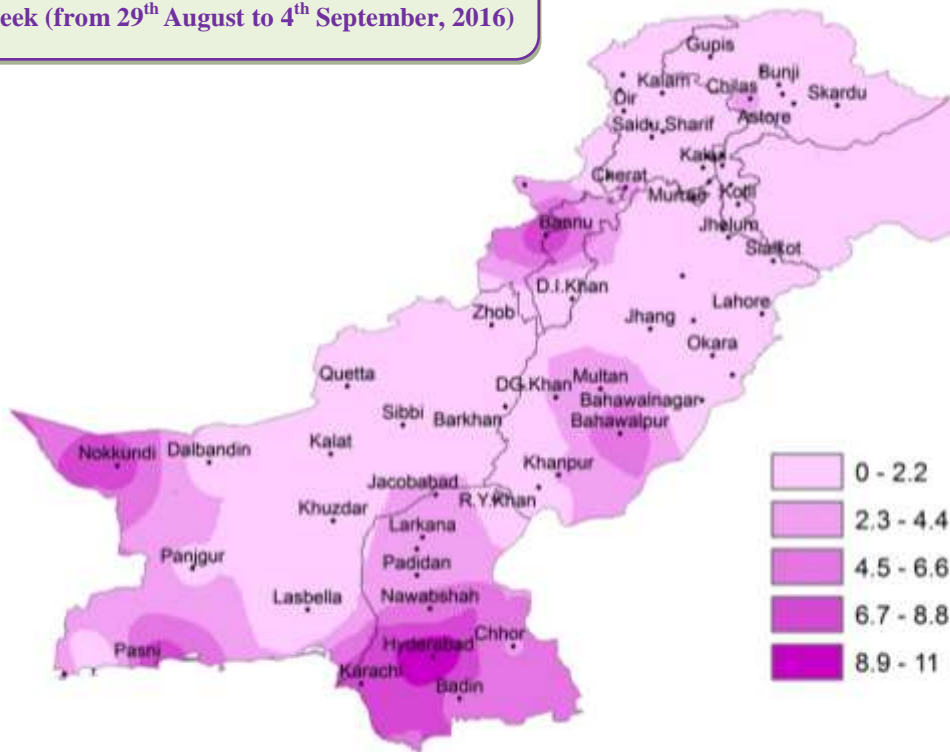 eek (from 29th August to 4th September, 2016)
Gupis
Kalam
Chilas
Bunji
Skardu
Dir
Astore
Saidu Sharif
Cherat
Kotli
Bannu
Jhelum
Sialkot
D.I.Khan
Zhob
Jhang
Lahore
Okara
Quetta
DG.Khan
Multan
Bahawalnagar
Sibbi
Barkhan
Bahawalpur
Nokkundi
Dalbandin
Kalat
Khanpur
0 - 2.2
Jacobabad
R.Y.Khan
Khuzdar
Larkana
2.3 - 4.4
Panjgur
Padidan
4.5 - 6.6
Lasbella
Nawabshah
6.7 - 8.8
Pasni
Hyderabad
Chhor
8.9 - 11
Karachi
Badin